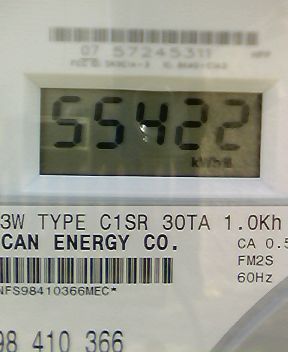 07 57245311
55422
kWh
3W TYPE C1SR 30TA 1.0Kh
CAN ENERGY CO.
CA 0.5
FM2S
60Hz
NFS98410366MEC*
98 410 366